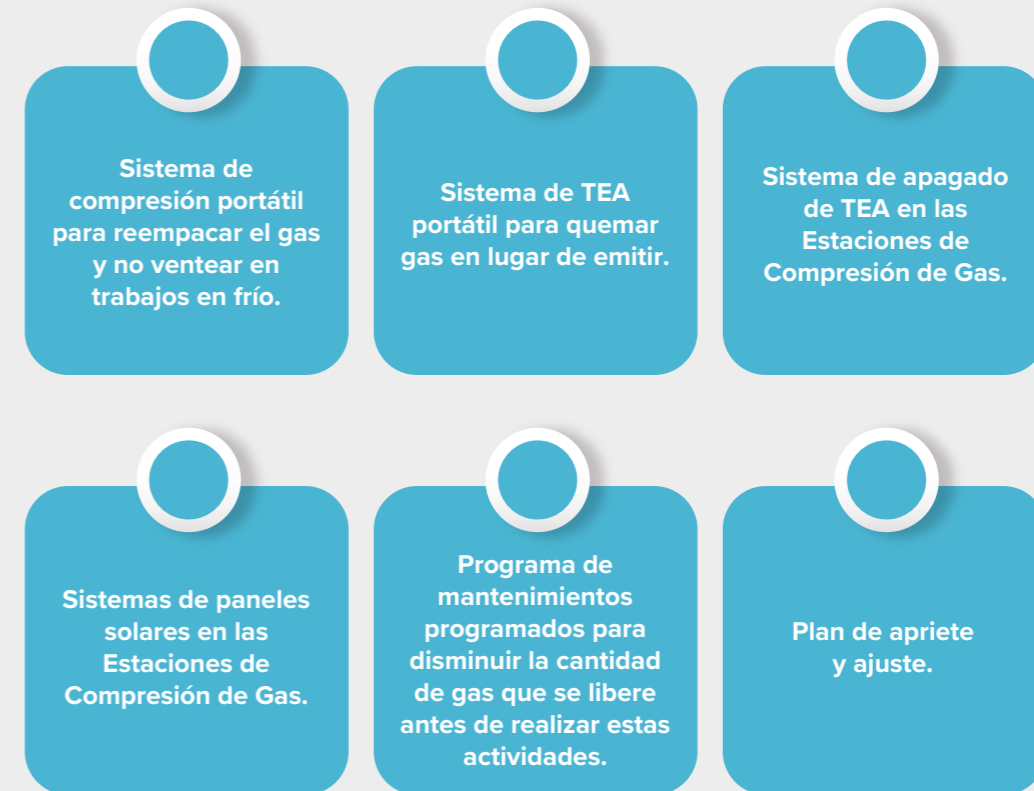 Sistema de
compresión portátil
para reempacar el gas
y no ventear en
trabajos en frío.
Sistema de TEA
portátil para quemar
gas en lugar de emitir.
Sistema de apagado
de TEA en las
Estaciones de
Compresión de Gas.
Sistemas de paneles
solares en las
Estaciones de
Compresión de Gas.
Programa de
mantenimientos
programados para
disminuir la cantidad
de gas que se libere
antes de realizar estas
actividades.
Plan de apriete
y ajuste.